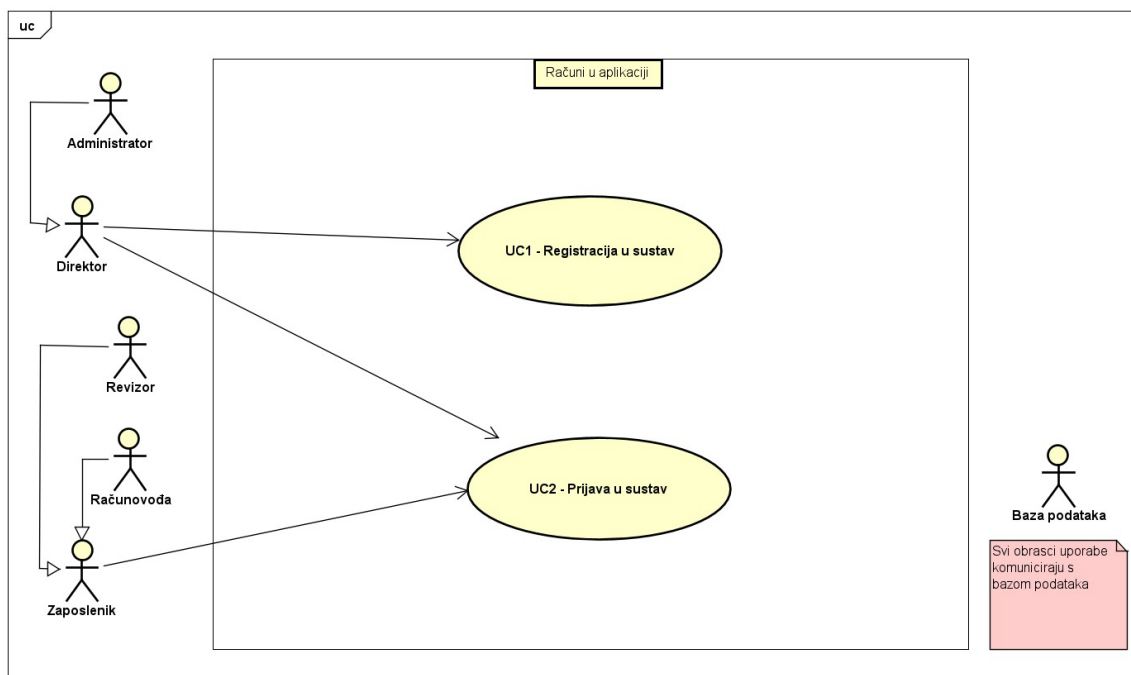 uc
Računi u aplikaciji
Administrator
Direktor
UC1 - Registracija u sustav
Revizor
Računovođa
UC2 - Prijava u sustav
Zaposlenik
Baza podataka
Svi obrasci uporabe
komuniciraju s
bazom podataka